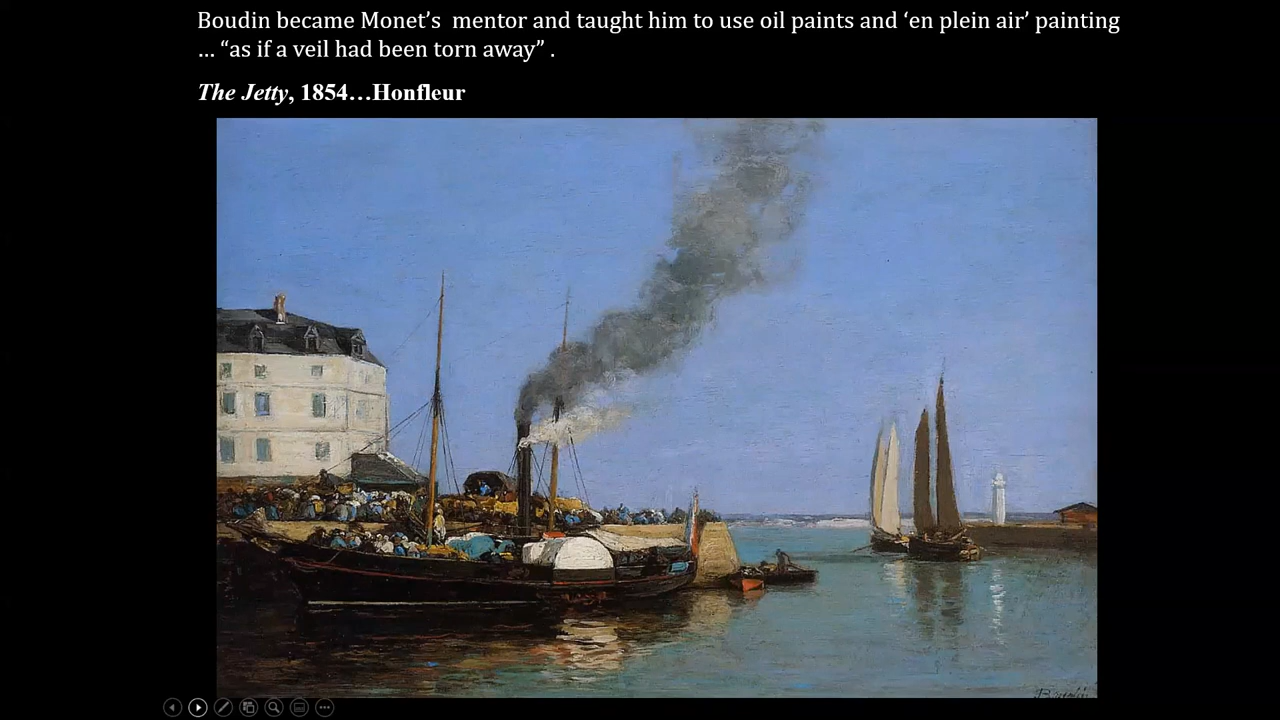 Boudin became Monet’s  mentor and taught him to use oil paints and ‘en plein air’ painting
… “as if a veil had been torn away” .
The Jetty, 1854…Honfleur